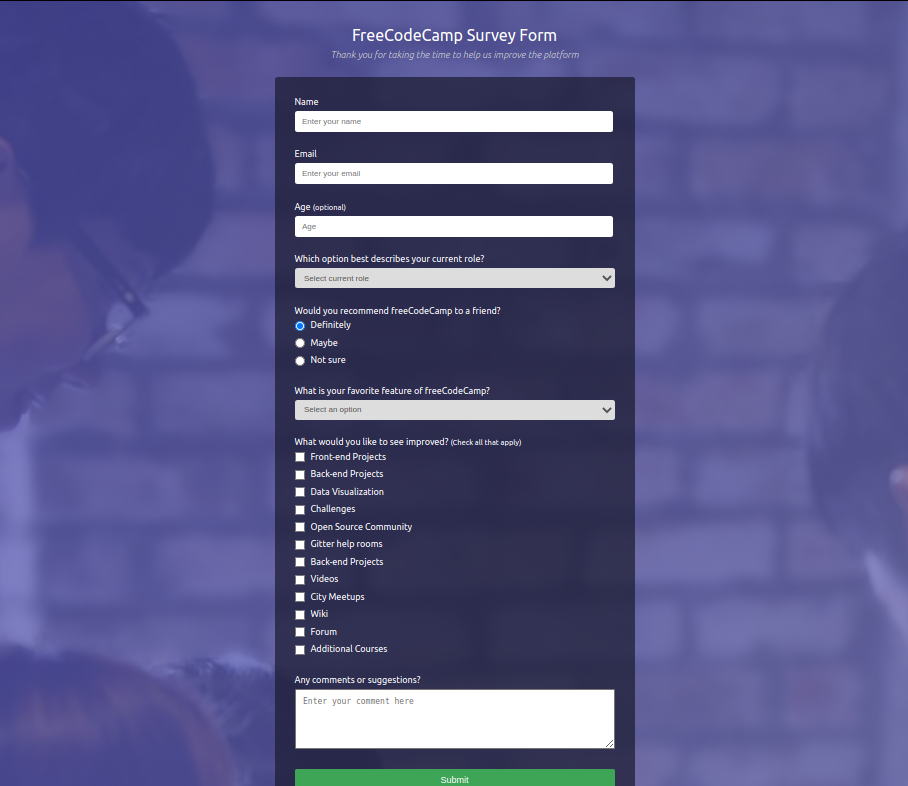 FreeCodeCamp Survey Form
Thank you for taking the time to help us improve the platform
Name
Enter your name
Email
Enter your email
Age (optional)
Age
Which option best describes your current role?
Select current role
Would you recommend freeCodeCamp to a friend?
Definitely
Maybe
Not sure
What is your favorite feature of freeCodeCamp?
Select an option
What would you like to see improved? (Check all that apply)
Front-end Projects
Back-end Projects
Data Visualization
Challenges
Open Source Community
Gitter help rooms
Back-end Projects
Videos
City Meetups
Wiki
Forum
Additional Courses
Any comments or suggestions?
Enter your comment here
Submit